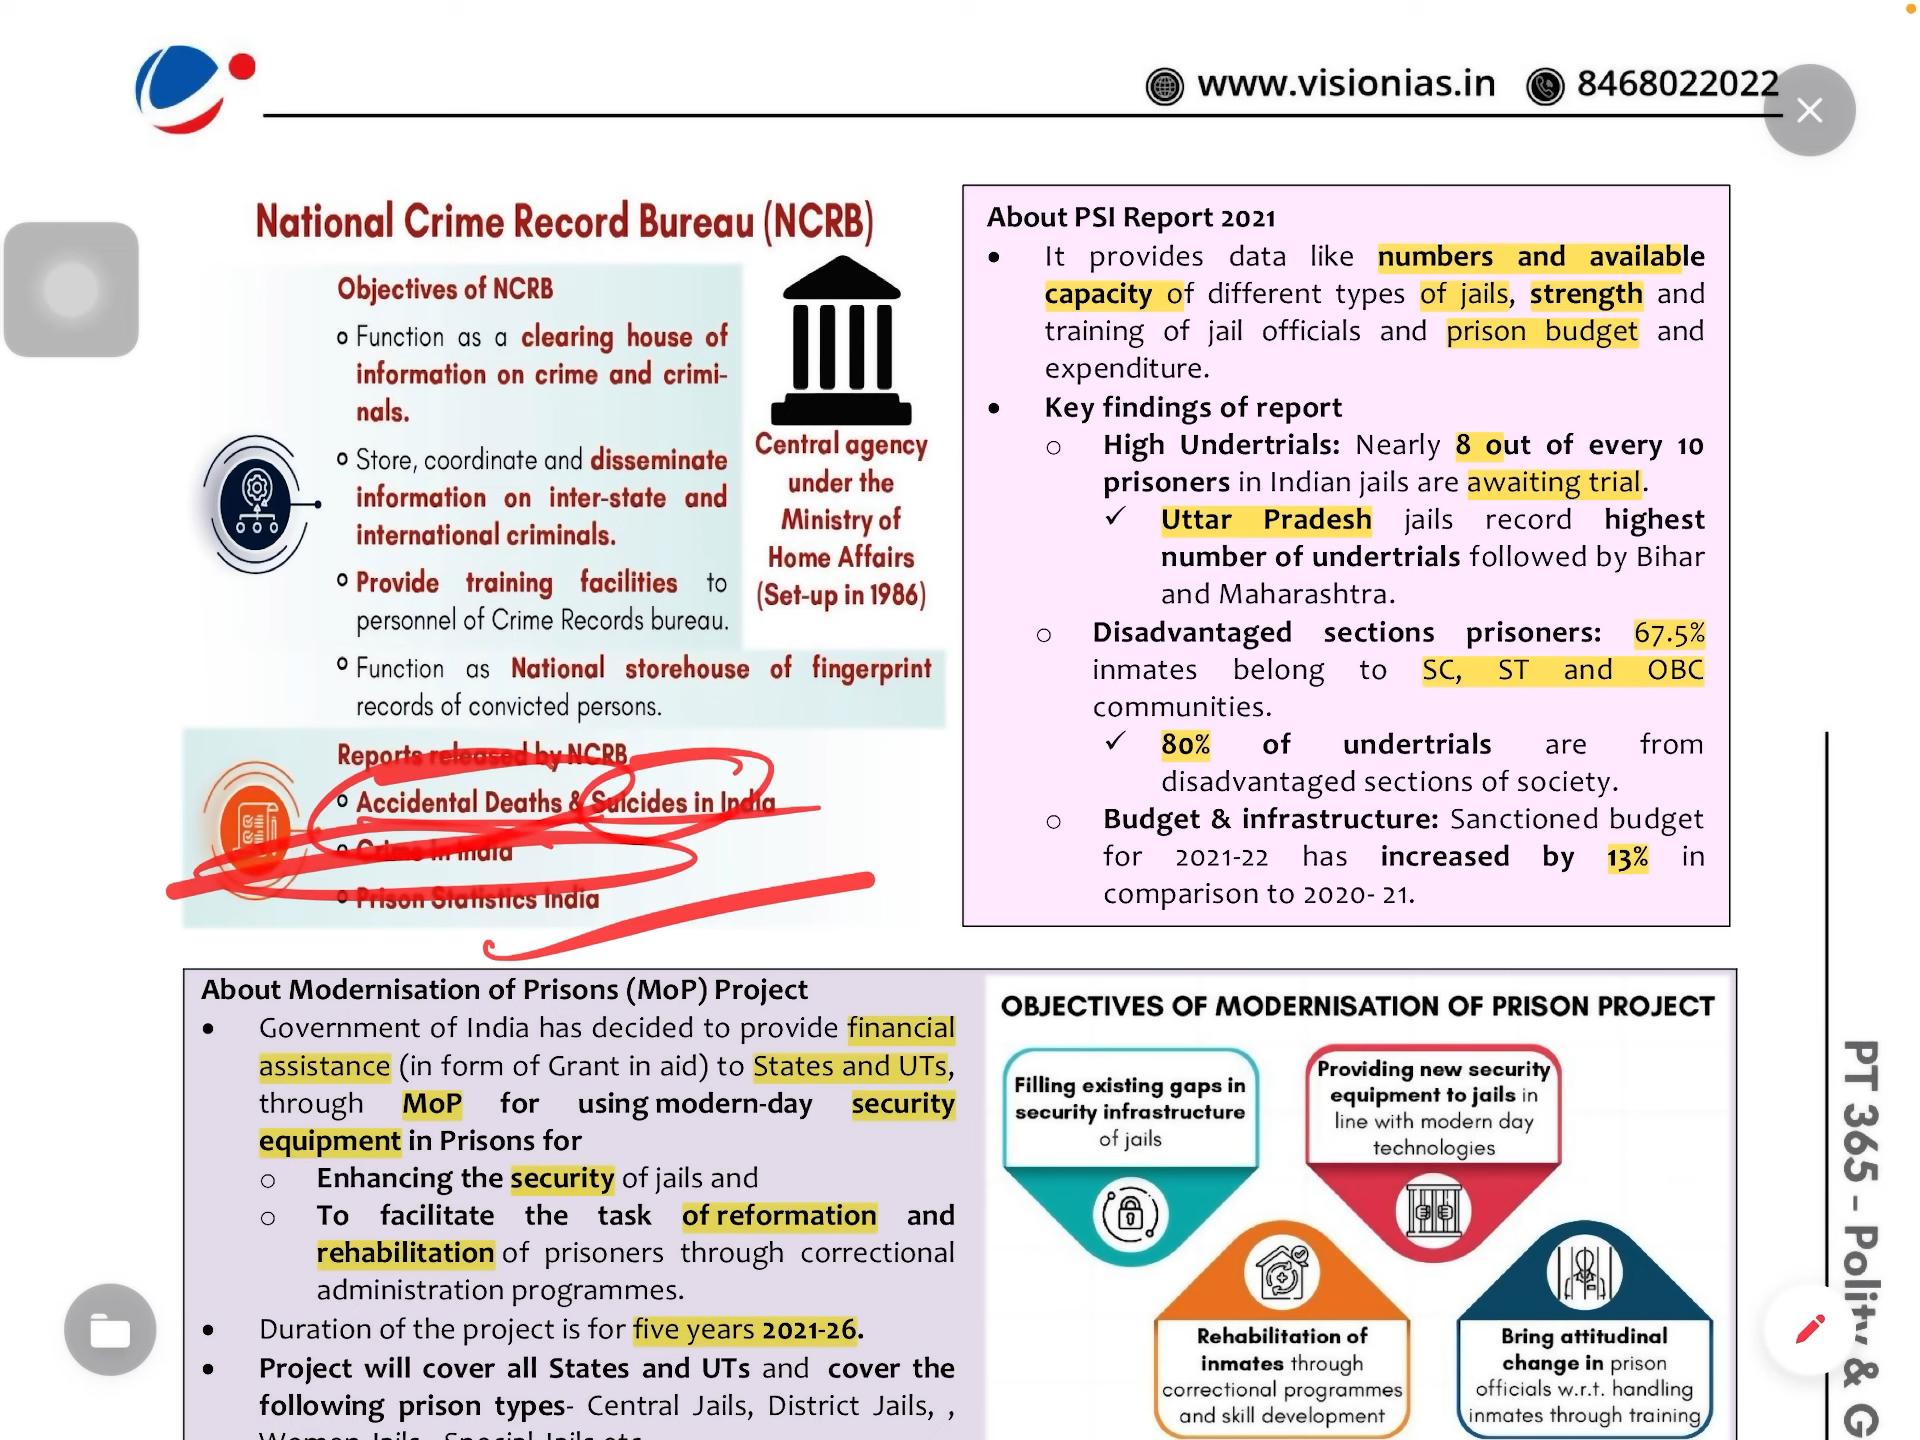 www.visionias.in 8468022022
National Crime Record Bureau (NCRB)
Objectives of NCRB
Function as a clearing house of
information on crime and crimi-
nals.
Store, coordinate and disseminate
information on inter-state and
international criminals.
Provide training facilities to
personnel of Crime Records bureau.
Function as National storehouse of fingerprint
records of convicted persons.
Central agency
under the
Ministry of
Home Affairs
(Set-up in 1986)
Reports released by NCRB
Accidental Deaths & Suicides in India
Crime in India
Prison Statistics India
About PSI Report 2021
• It provides data like numbers and available
capacity of different types of jails, strength and
training of jail officials and prison budget and
expenditure.
• Key findings of report
o High Undertrials: Nearly 8 out of every 10
prisoners in Indian jails are awaiting trial.
✓ Uttar Pradesh jails record highest
number of undertrials followed by Bihar
and Maharashtra.
o Disadvantaged sections prisoners: 67.5%
inmates belong to SC, ST and OBC
communities.
✓ 80% of undertrials are from
disadvantaged sections of society.
o Budget & infrastructure: Sanctioned budget
for 2021-22 has increased by 13% in
comparison to 2020- 21.
About Modernisation of Prisons (MoP) Project
• Government of India has decided to provide financial
assistance (in form of Grant in aid) to States and UTs,
through MoP for using modern-day security
equipment in Prisons for
o Enhancing the security of jails and
o To facilitate the task of reformation and
rehabilitation of prisoners through correctional
administration programmes.
• Duration of the project is for five years 2021-26.
• Project will cover all States and UTs and cover the
following prison types- Central Jails, District Jails, ,
Women Jails, Special Jails etc.
OBJECTIVES OF MODERNISATION OF PRISON PROJECT
Filling existing gaps in
security infrastructure
of jails
Providing new security
equipment to jails in
line with modern day
technologies
Rehabilitation of
inmates through
correctional programmes
and skill development
Bring attitudinal
change in prison
officials w.r.t. handling
inmates through training
PT 365 - Polity & G